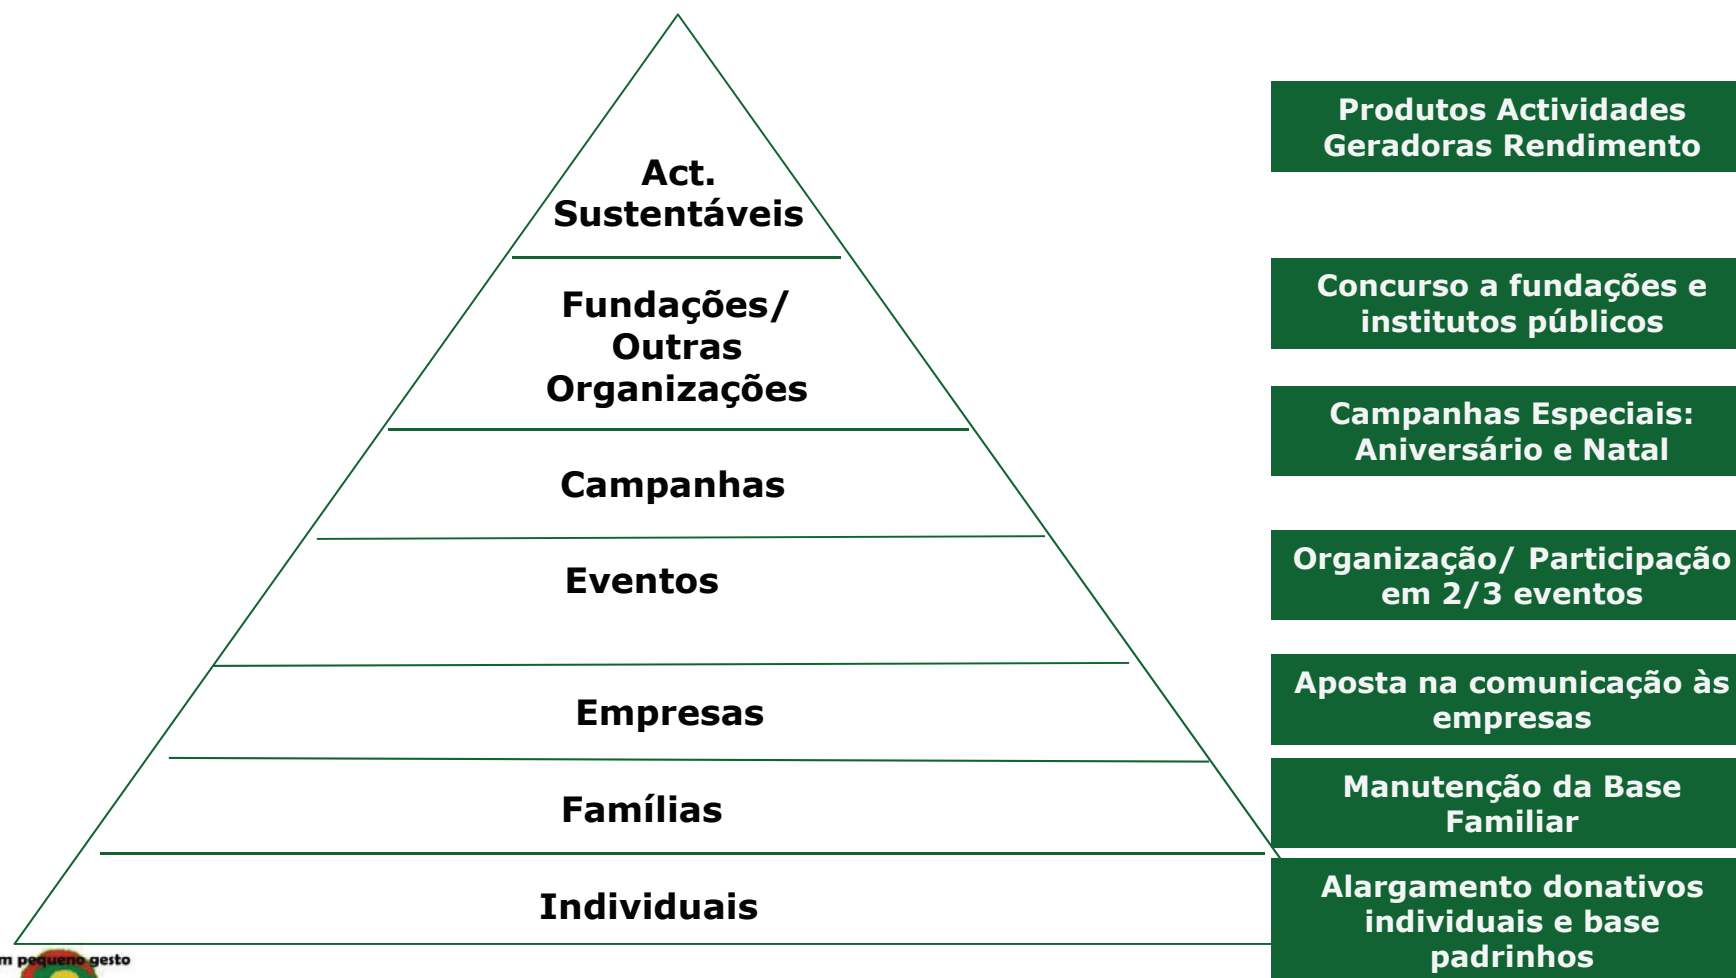 Act.
Sustentáveis
Produtos Actividades
Geradoras Rendimento
Fundações/
Outras
Organizações
Concurso a fundações e
institutos públicos
Campanhas
Campanhas Especiais:
Aniversário e Natal
Eventos
Organização/ Participação
em 2/3 eventos
Empresas
Aposta na comunicação às
empresas
Famílias
Manutenção da Base
Familiar
Individuais
Alargamento donativos
individuais e base
padrinhos
m pequeno gesto